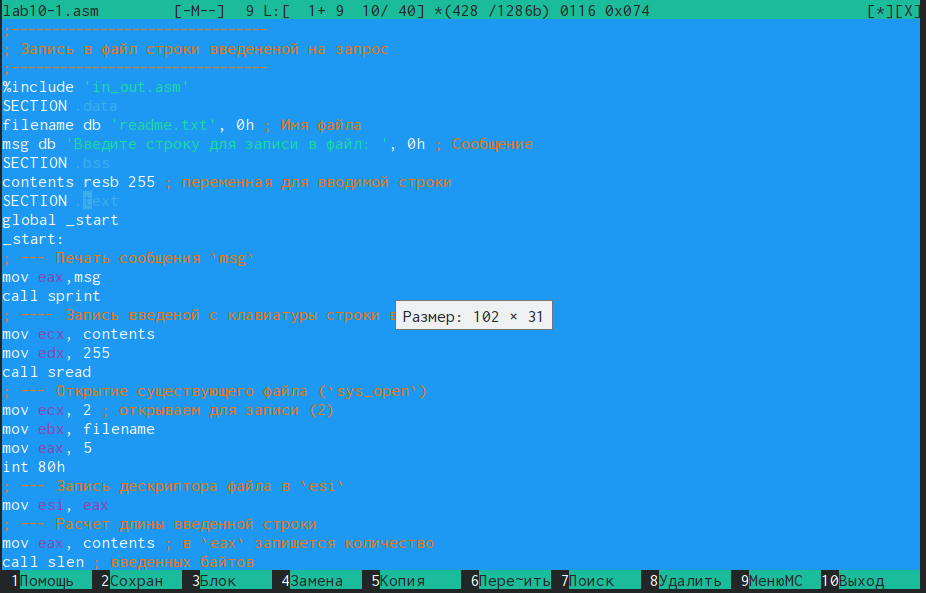 lab10-1.asm [-M--] 9 L:[ 1+ 9 10/ 40] *(428 /1286b) 0116 0x074 [*][X]
;--------------------------------
; Запись в файл строки введененой на запрос
;--------------------------------
%include 'in_out.asm'
SECTION .data
filename db 'readme.txt', 0h ; Имя файла
msg db 'Введите строку для записи в файл: ', 0h ; Сообщение
SECTION .bss
contents resb 255 ; переменная для вводимой строки
SECTION .text
global _start
_start:
; --- Печать сообщения `msg`
mov eax,msg
call sprint
; ---- Запись введеной с клавиатуры строки
Размер: 102 × 31
mov ecx, contents
mov edx, 255
call sread
; --- Открытие существующего файла (`sys_open`)
mov ecx, 2 ; открываем для записи (2)
mov ebx, filename
mov eax, 5
int 80h
; --- Запись дескриптора файла в `esi`
mov esi, eax
; --- Расчет длины введенной строки
mov eax, contents ; в `eax` запишется количество
call slen ; введенных байтов
1Помощь 2Сохран 3Блок 4Замена 5Копия 6Пере~ить 7Поиск 8Удалить 9МенюMC 10Выход